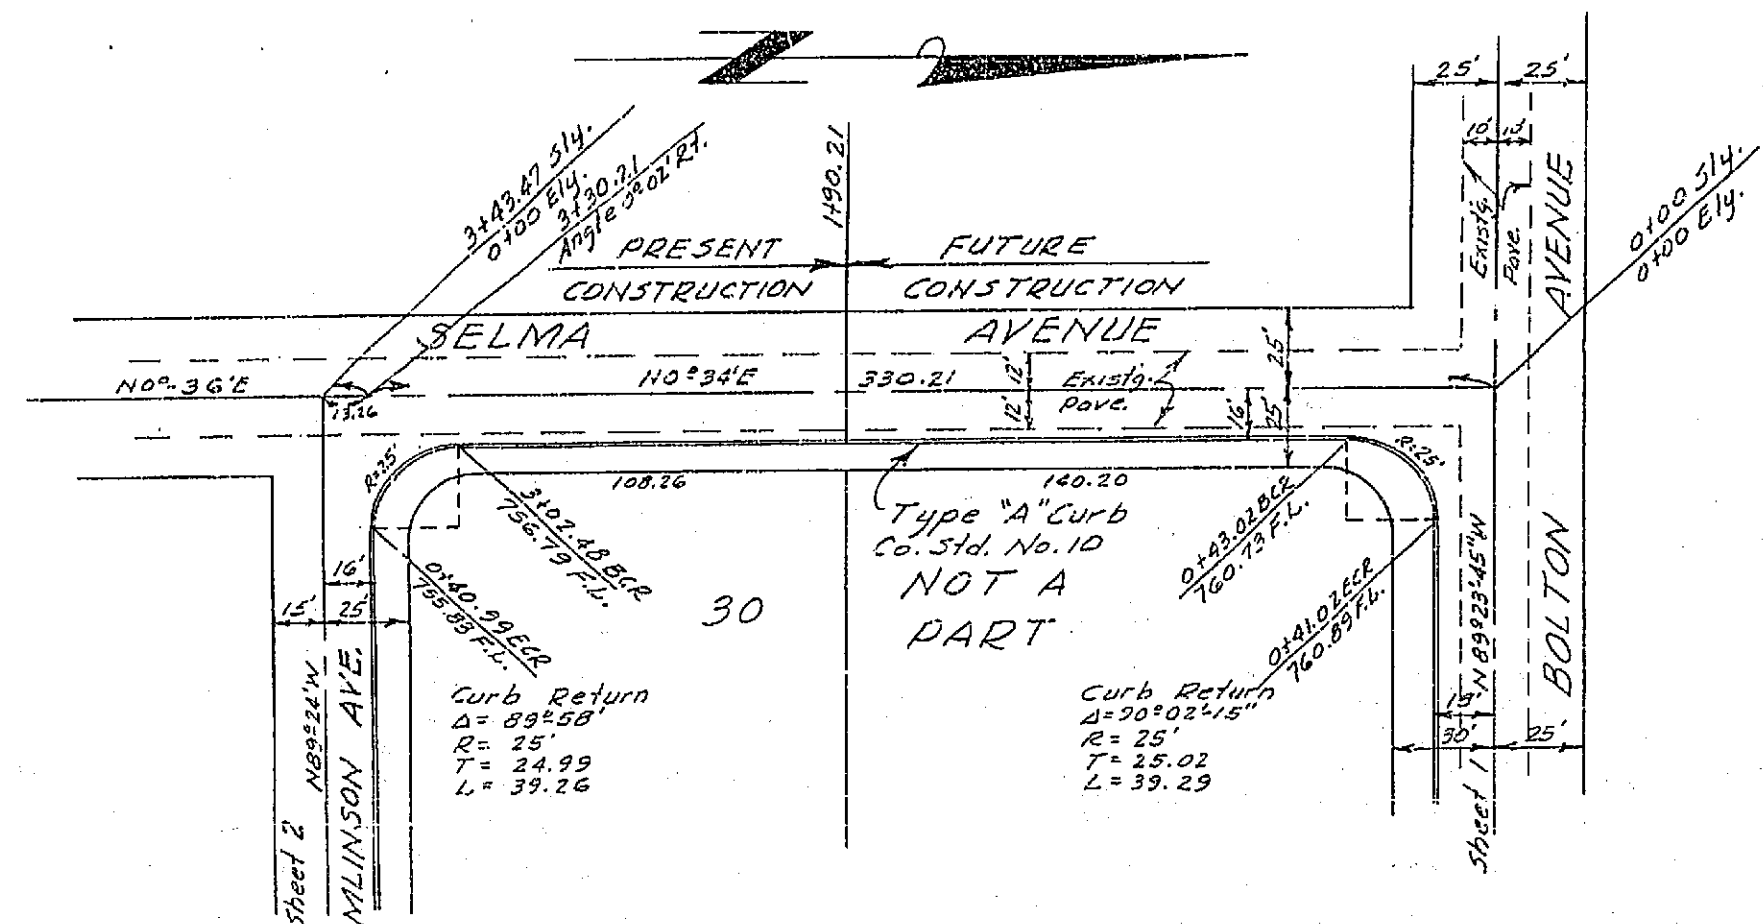 25'
25'
10'
10'
Existg.
Pave.
AVENUE
BOLTON
0+00 Sly.
0+00 Ely.
3+43.47 Sly.
0+00 Ely.
3+30.21
Angle 0°02' Rt.
1+90.21
PRESENT
FUTURE
CONSTRUCTION
CONSTRUCTION
SELMA
AVENUE
N0°-36'E
N0°34'E
330.21
12'
12'
Existg.
Pave.
25'
25'
16'
13.26
R=25'
R=25'
108.26
140.20
Type "A" Curb
Co. Std. No. 10
NOT A
PART
3+02.48 BCR
756.79 F.L.
0+43.02 BCR
760.73 F.L.
0+40.99 ECR
755.83 F.L.
0+41.02 ECR
760.89 F.L.
16'
15'
25'
30
Curb Return
Δ= 89°58'
R= 25'
T= 24.99
L= 39.26
Curb Return
Δ=90°02'-15"
R= 25'
T= 25.02
L= 39.29
N89°23'-45"W
30'
25'
Sheet 1
N89°24'W
Sheet 2
MLINSON AVE.